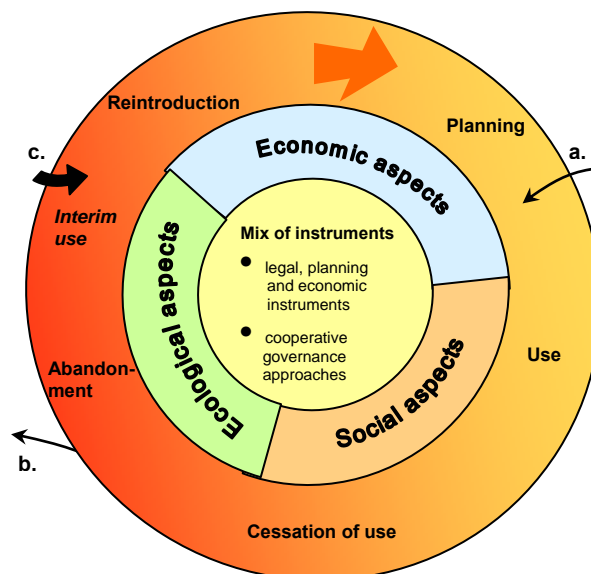 Reintroduction
Planning
Economic aspects
c.
a.
Interim
use
Mix of instruments
• legal, planning
and economic
instruments
• cooperative
governance
approaches
Ecological aspects
Use
Abandon-
ment
Social aspects
b.
Cessation of use